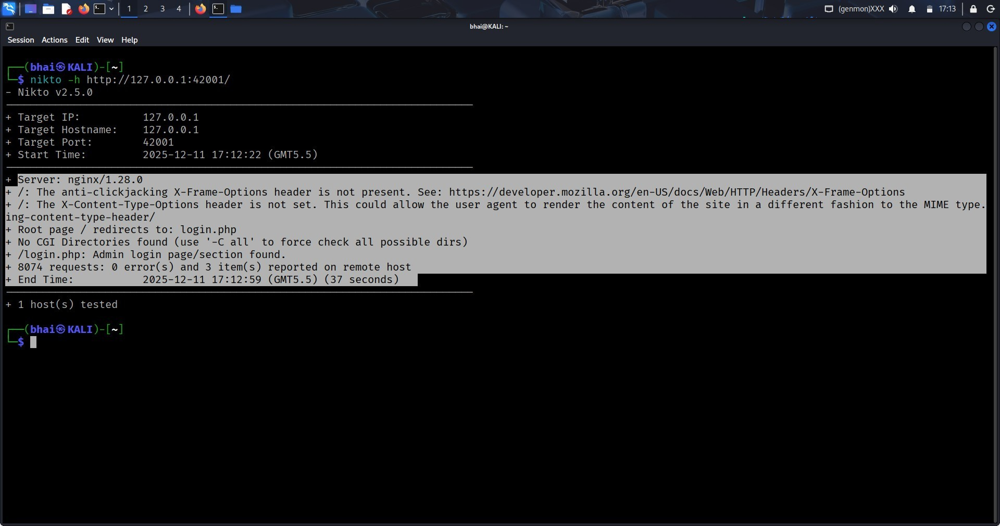 1 2 3 4 (genmon)XXX 17:13
bhai@KALI: ~
Session Actions Edit View Help
(bhai㉿KALI)-[~]
$ nikto -h http://127.0.0.1:42001/
- Nikto v2.5.0
+ Target IP: 127.0.0.1
+ Target Hostname: 127.0.0.1
+ Target Port: 42001
+ Start Time: 2025-12-11 17:12:22 (GMT5.5)
+ Server: nginx/1.28.0
+ /: The anti-clickjacking X-Frame-Options header is not present. See: https://developer.mozilla.org/en-US/docs/Web/HTTP/Headers/X-Frame-Options
+ /: The X-Content-Type-Options header is not set. This could allow the user agent to render the content of the site in a different fashion to the MIME type.
ing-content-type-header/
+ Root page / redirects to: login.php
+ No CGI Directories found (use '-C all' to force check all possible dirs)
+ /login.php: Admin login page/section found.
+ 8074 requests: 0 error(s) and 3 item(s) reported on remote host
+ End Time: 2025-12-11 17:12:59 (GMT5.5) (37 seconds)
+ 1 host(s) tested
(bhai㉿KALI)-[~]
$